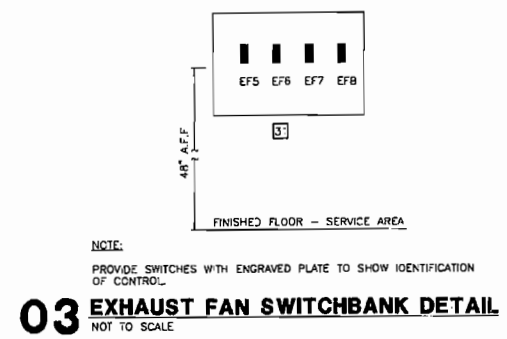 EF5 EF6 EF7 EF8
48" A.F.F
FINISHED FLOOR – SERVICE AREA
NOTE:
PROVIDE SWITCHES WITH ENGRAVED PLATE TO SHOW IDENTIFICATION
OF CONTROL.
03 EXHAUST FAN SWITCHBANK DETAIL
NOT TO SCALE